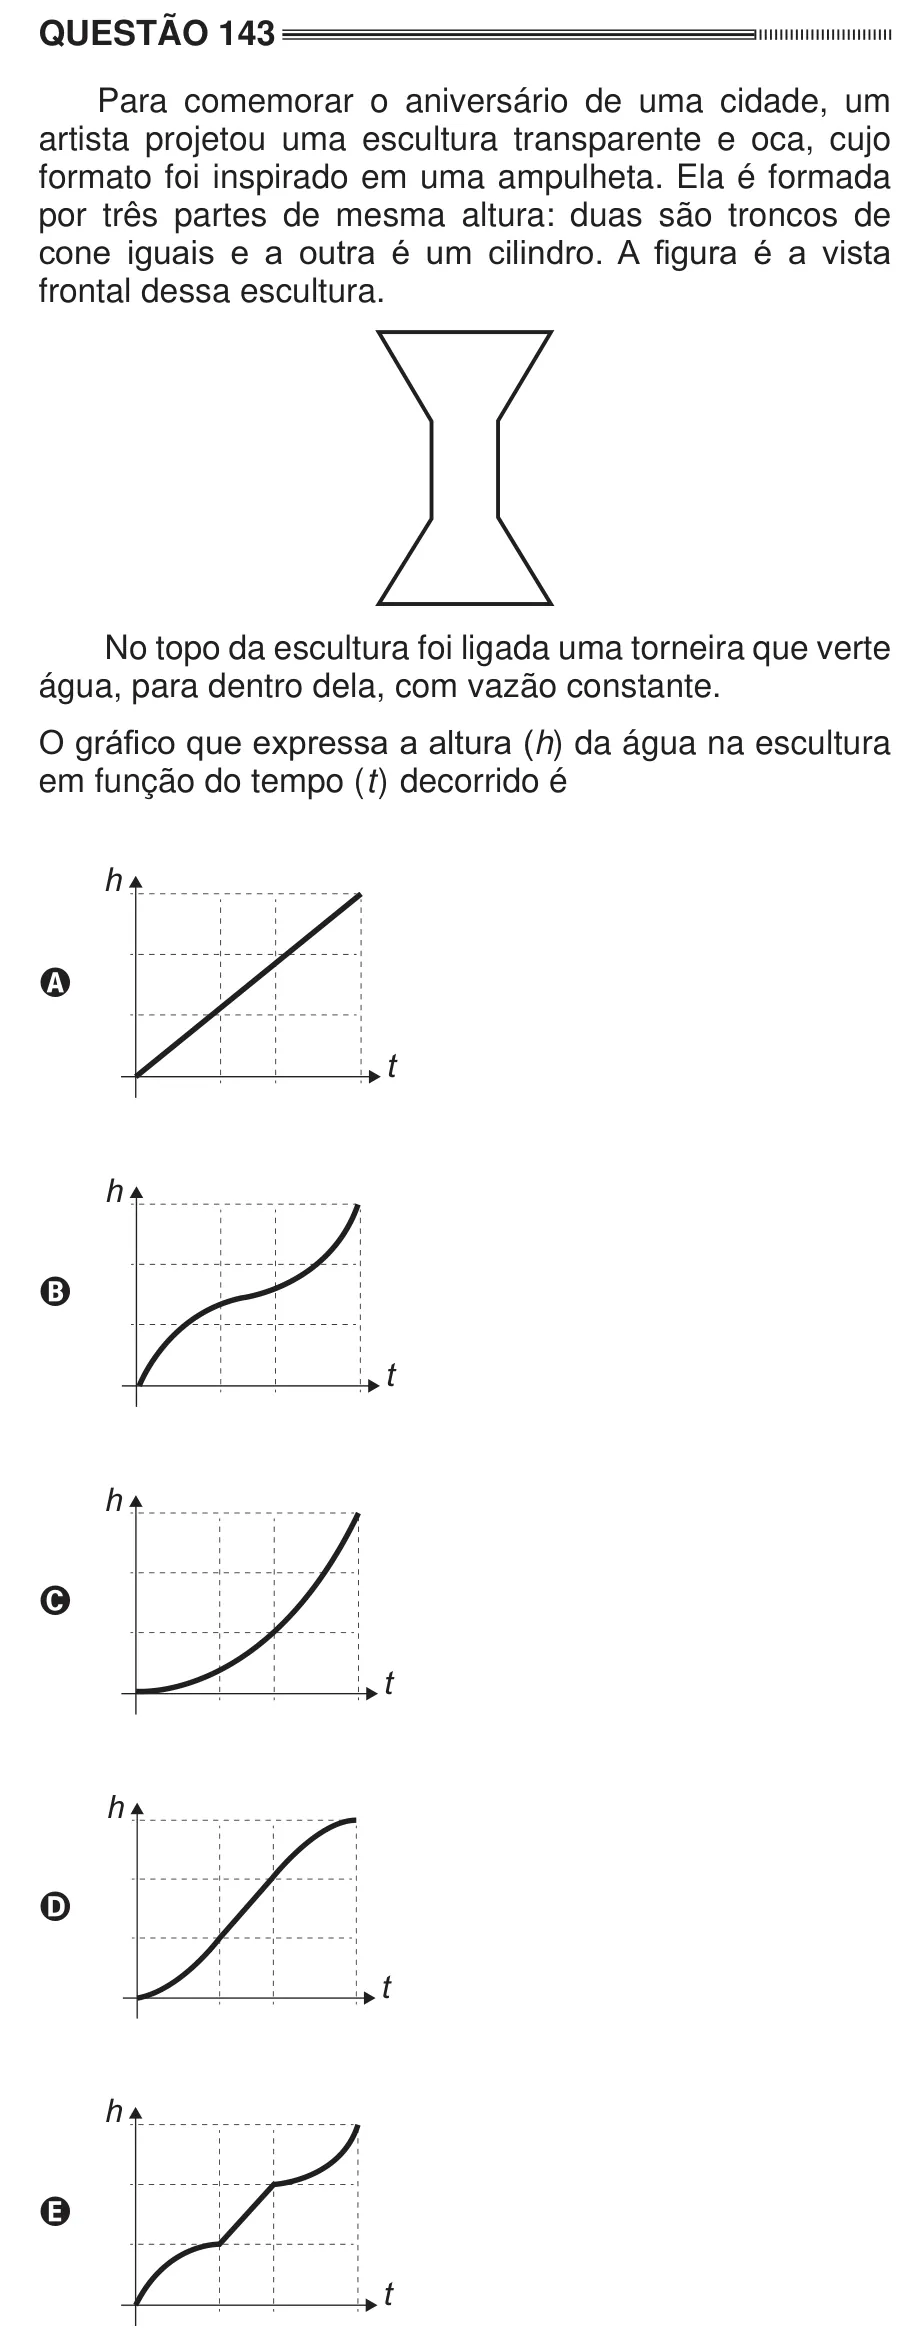 QUESTÃO 143
Para comemorar o aniversário de uma cidade, um
artista projetou uma escultura transparente e oca, cujo
formato foi inspirado em uma ampulheta. Ela é formada
por três partes de mesma altura: duas são troncos de
cone iguais e a outra é um cilindro. A figura é a vista
frontal dessa escultura.
No topo da escultura foi ligada uma torneira que verte
água, para dentro dela, com vazão constante.
O gráfico que expressa a altura (h) da água na escultura
em função do tempo (t) decorrido é
h
A
t
h
B
t
h
C
t
h
D
t
h
E
t